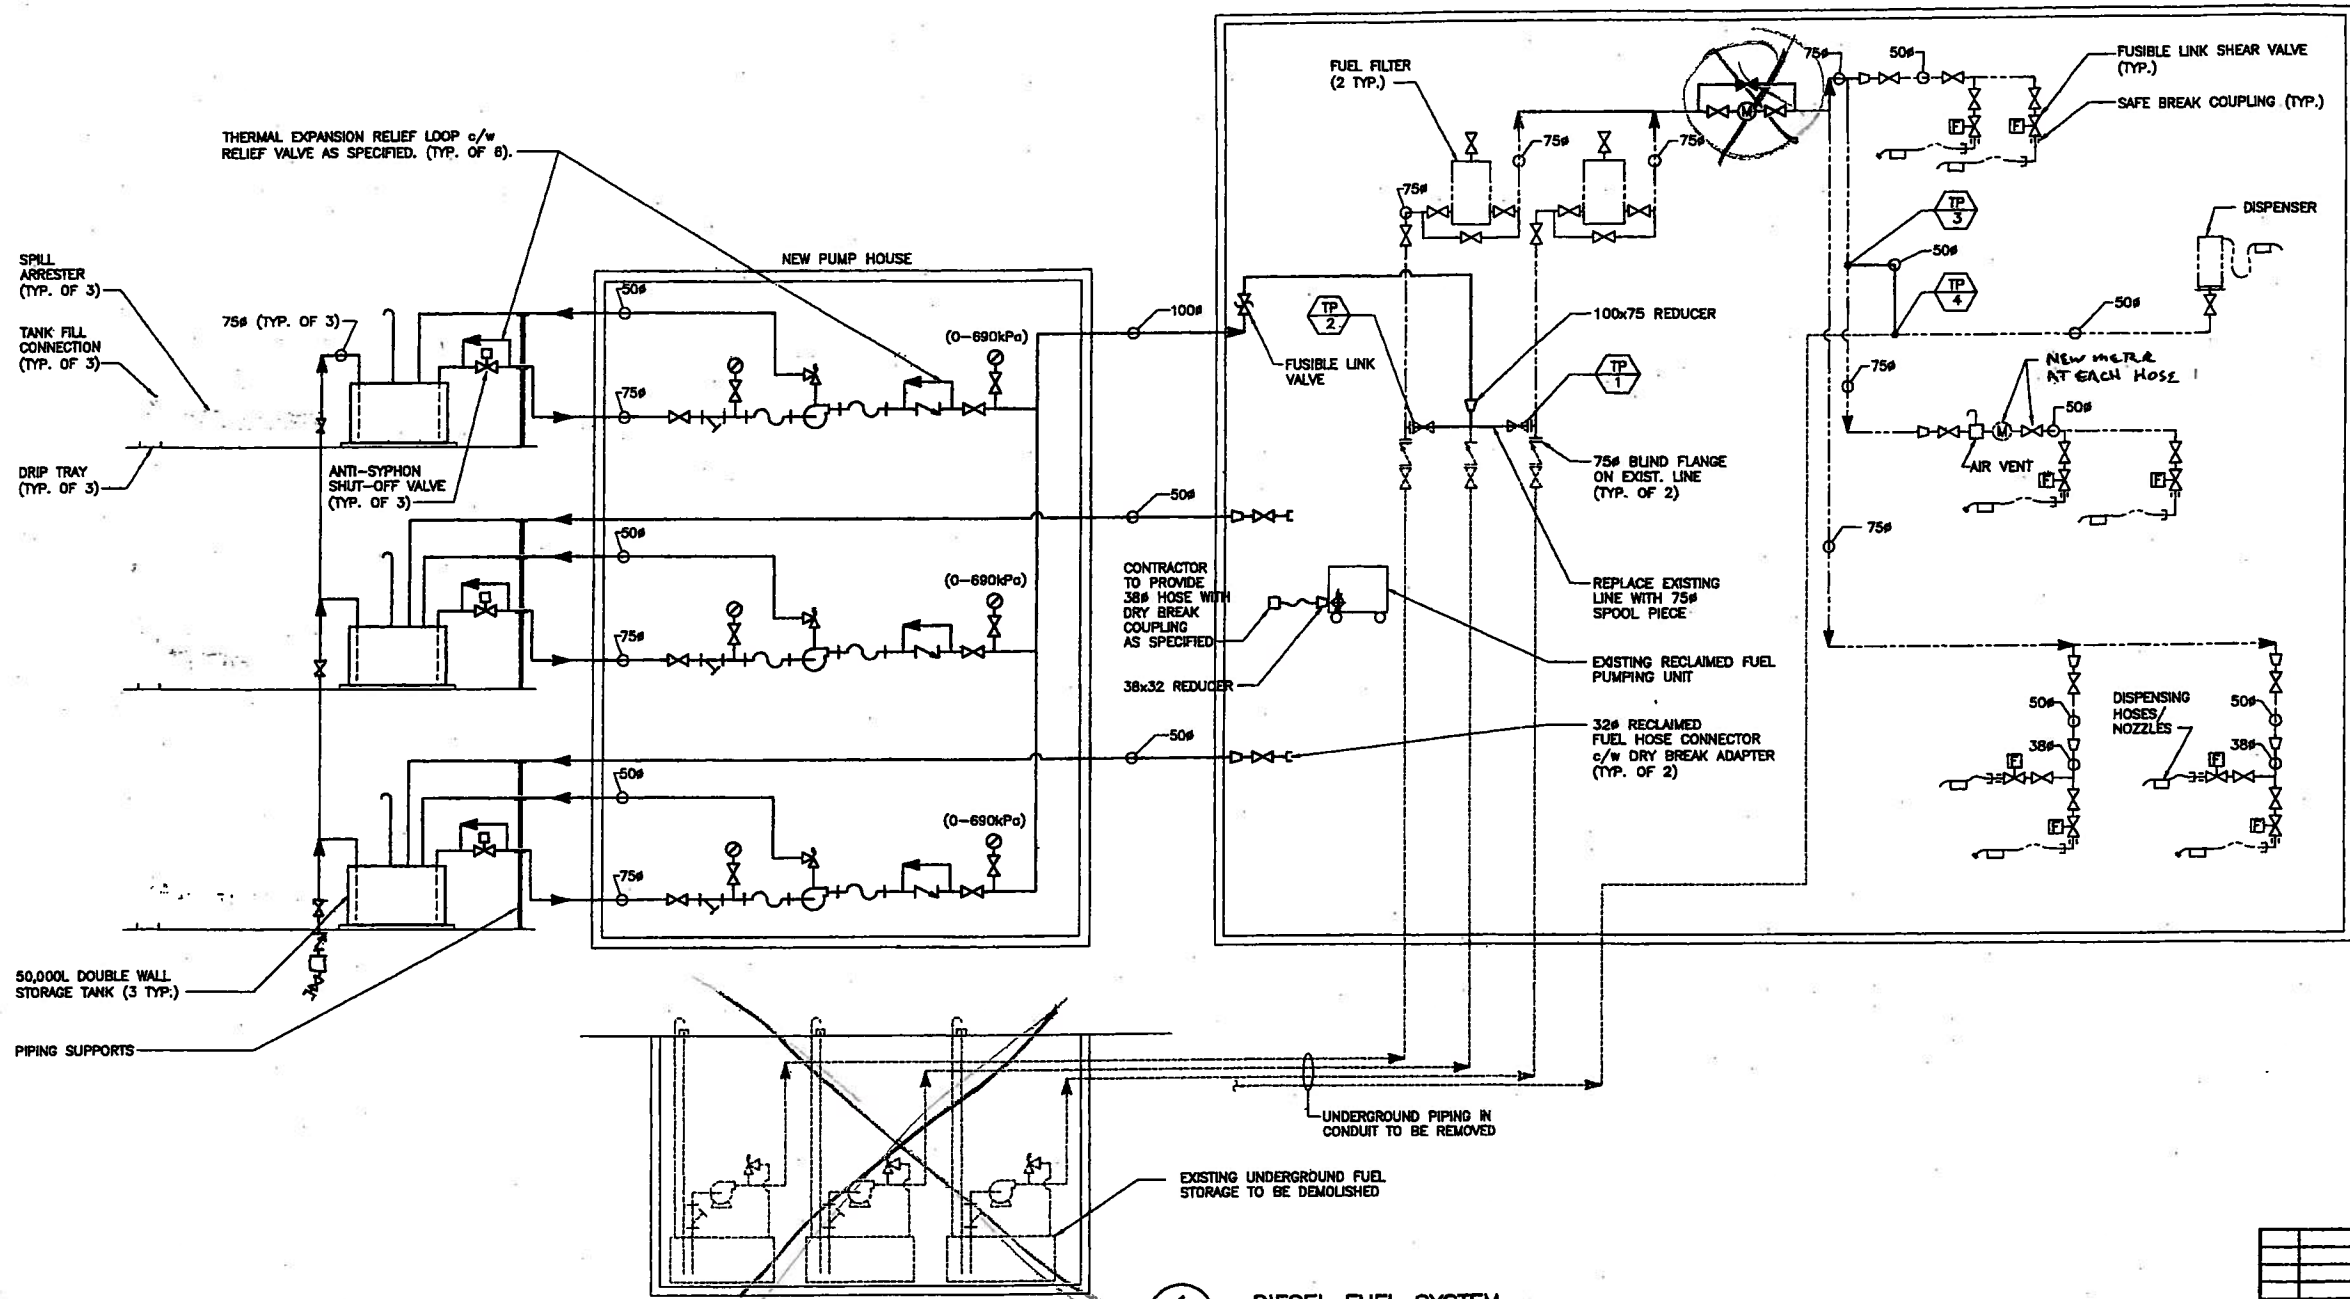 FUEL FILTER
(2 TYP.)
75ø
50ø
FUSIBLE LINK SHEAR VALVE
(TYP.)
SAFE BREAK COUPLING (TYP.)
M
F
F
75ø
75ø
75ø
THERMAL EXPANSION RELIEF LOOP c/w
RELIEF VALVE AS SPECIFIED. (TYP. OF 6).
TP
3
DISPENSER
50ø
TP
4
50ø
SPILL
ARRESTER
(TYP. OF 3)
TANK FILL
CONNECTION
(TYP. OF 3)
DRIP TRAY
(TYP. OF 3)
75ø (TYP. OF 3)
ANTI-SYPHON
SHUT-OFF VALVE
(TYP. OF 3)
NEW PUMP HOUSE
50ø
75ø
(0-690kPa)
100ø
FUSIBLE LINK
VALVE
TP
2
100x75 REDUCER
TP
1
75ø BLIND FLANGE
ON EXIST. LINE
(TYP. OF 2)
75ø
NEW METER
AT EACH HOSE
50ø
M
AIR VENT
F
F
75ø
50ø
50ø
75ø
(0-690kPa)
CONTRACTOR
TO PROVIDE
38ø HOSE WITH
DRY BREAK
COUPLING
AS SPECIFIED
38x32 REDUCER
REPLACE EXISTING
LINE WITH 75ø
SPOOL PIECE
EXISTING RECLAIMED FUEL
PUMPING UNIT
32ø RECLAIMED
FUEL HOSE CONNECTOR
c/w DRY BREAK ADAPTER
(TYP. OF 2)
50ø
50ø
75ø
(0-690kPa)
DISPENSING
HOSES/
NOZZLES
50ø
50ø
38ø
38ø
F
F
F
F
50,000L DOUBLE WALL
STORAGE TANK (3 TYP.)
PIPING SUPPORTS
UNDERGROUND PIPING IN
CONDUIT TO BE REMOVED
EXISTING UNDERGROUND FUEL
STORAGE TO BE DEMOLISHED
DIESEL FUEL SYSTEM